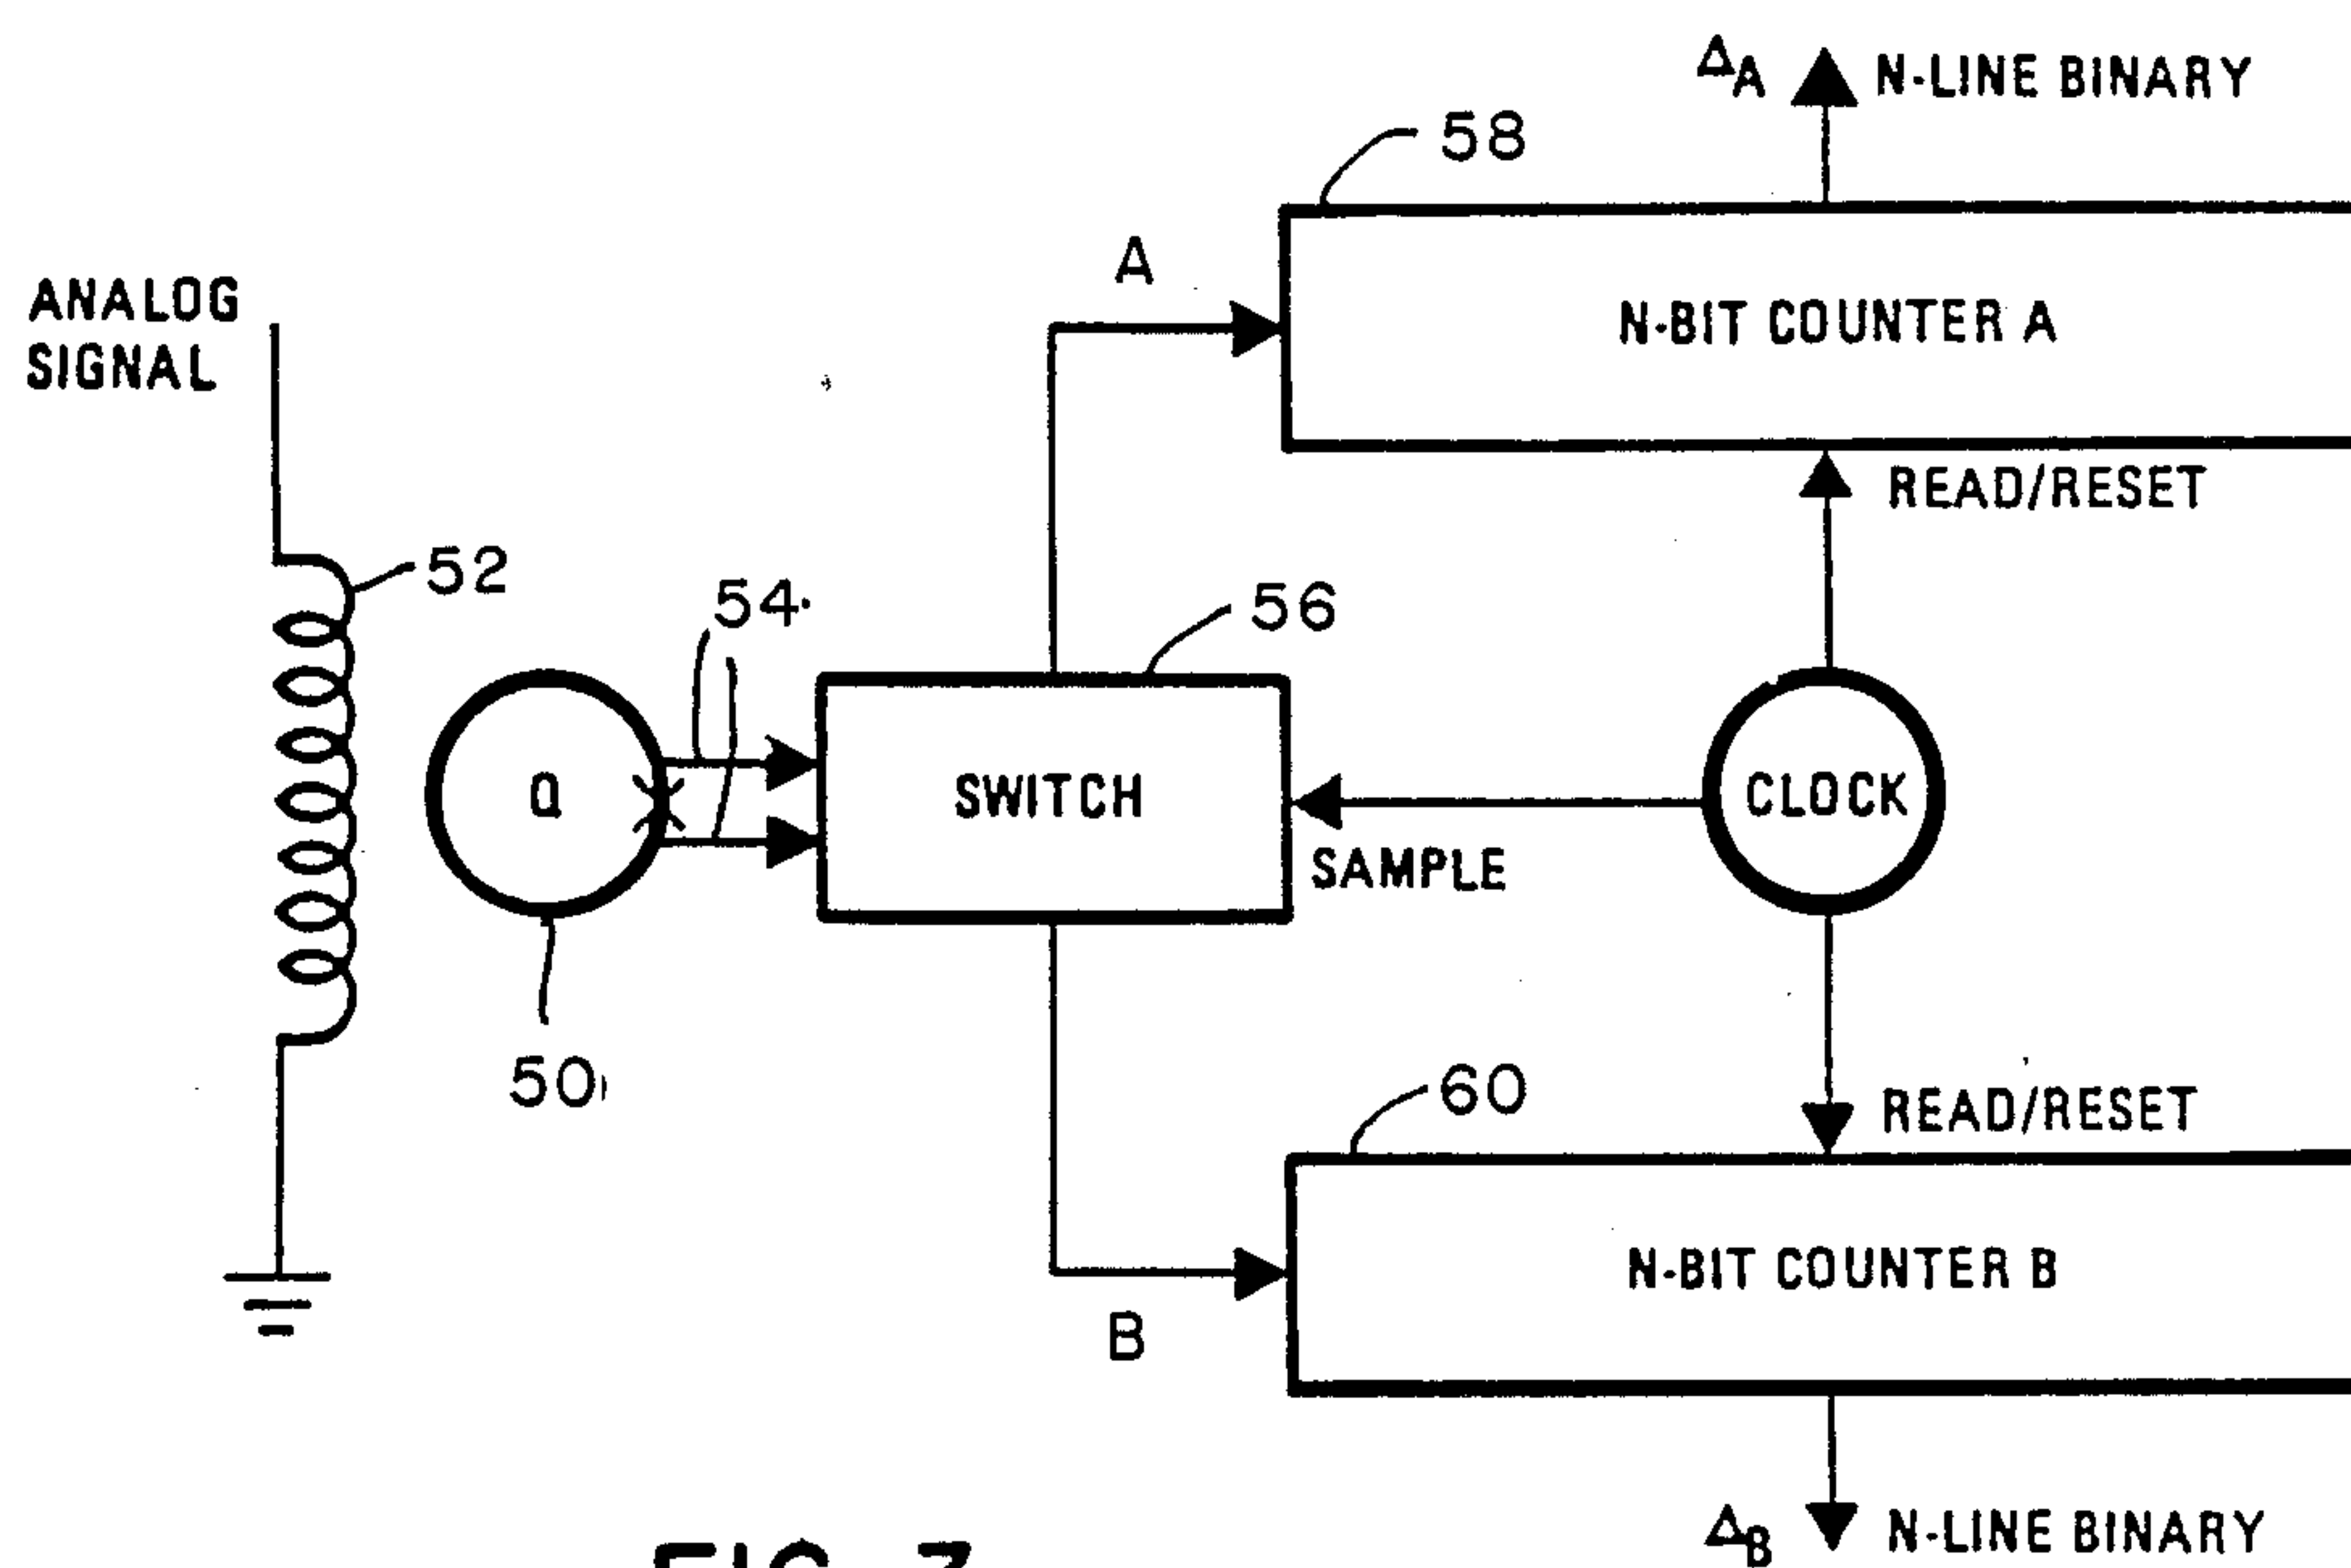 ΔA N-LINE BINARY
58
A
ANALOG
SIGNAL
N-BIT COUNTER A
READ/RESET
52
54
56
Q
SWITCH
CLOCK
SAMPLE
50
60
READ/RESET
N-BIT COUNTER B
B
ΔB N-LINE BINARY